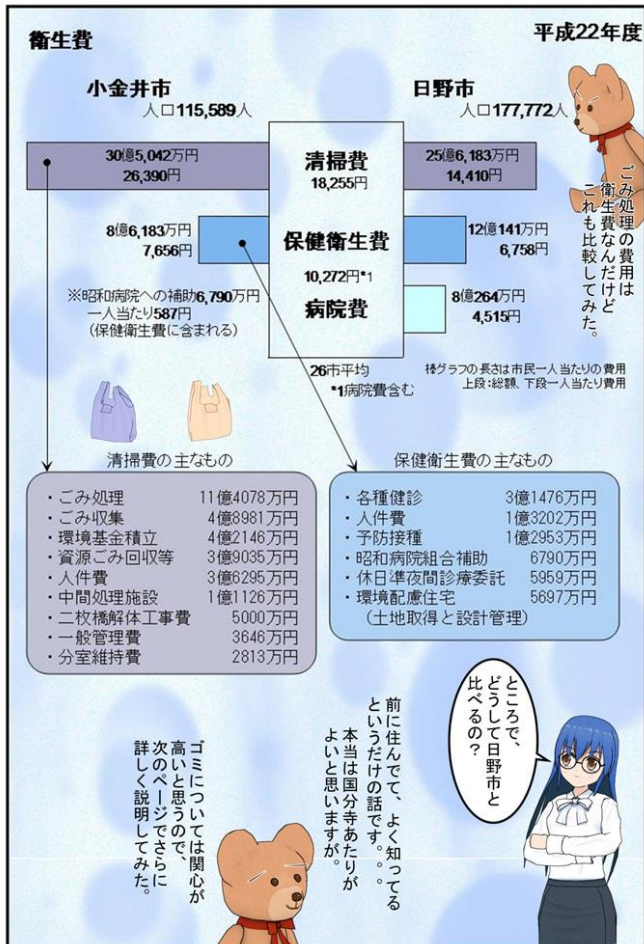 衛生費
平成22年度
小金井市
人口115,589人
日野市
人口177,772人
30億5,042万円
26,390円
清掃費
18,255円
25億6,183万円
14,410円
8億6,183万円
7,656円
保健衛生費
10,272円*1
12億141万円
6,758円
※昭和病院への補助6,790万円
一人当たり587円
(保健衛生費に含まれる)
病院費
8億264万円
4,515円
26市平均
*1病院費含む
棒グラフの長さは市民一人当たりの費用
上段:総額、下段一人当たり費用
ごみ処理の費用は
衛生費なんだけど
これも比較してみた。
清掃費の主なもの
・ごみ処理 11億4078万円
・ごみ収集 4億8981万円
・環境基金積立 4億2146万円
・資源ごみ回収等 3億9035万円
・人件費 3億6295万円
・中間処理施設 1億1126万円
・二枚橋解体工事費 5000万円
・一般管理費 3646万円
・分室維持費 2813万円
保健衛生費の主なもの
・各種健診 3億1476万円
・人件費 1億3202万円
・予防接種 1億2953万円
・昭和病院組合補助 6790万円
・休日準夜間診療委託 5959万円
・環境配慮住宅 5697万円
(土地取得と設計管理)
ところで、
どうして日野市と
比べるの?
前に住んでて、よく知ってる
というだけの話です。。。
本当は国分寺あたりが
よいと思いますが。
ゴミについては関心が
高いと思うので、
次のページでさらに
詳しく説明してみた。